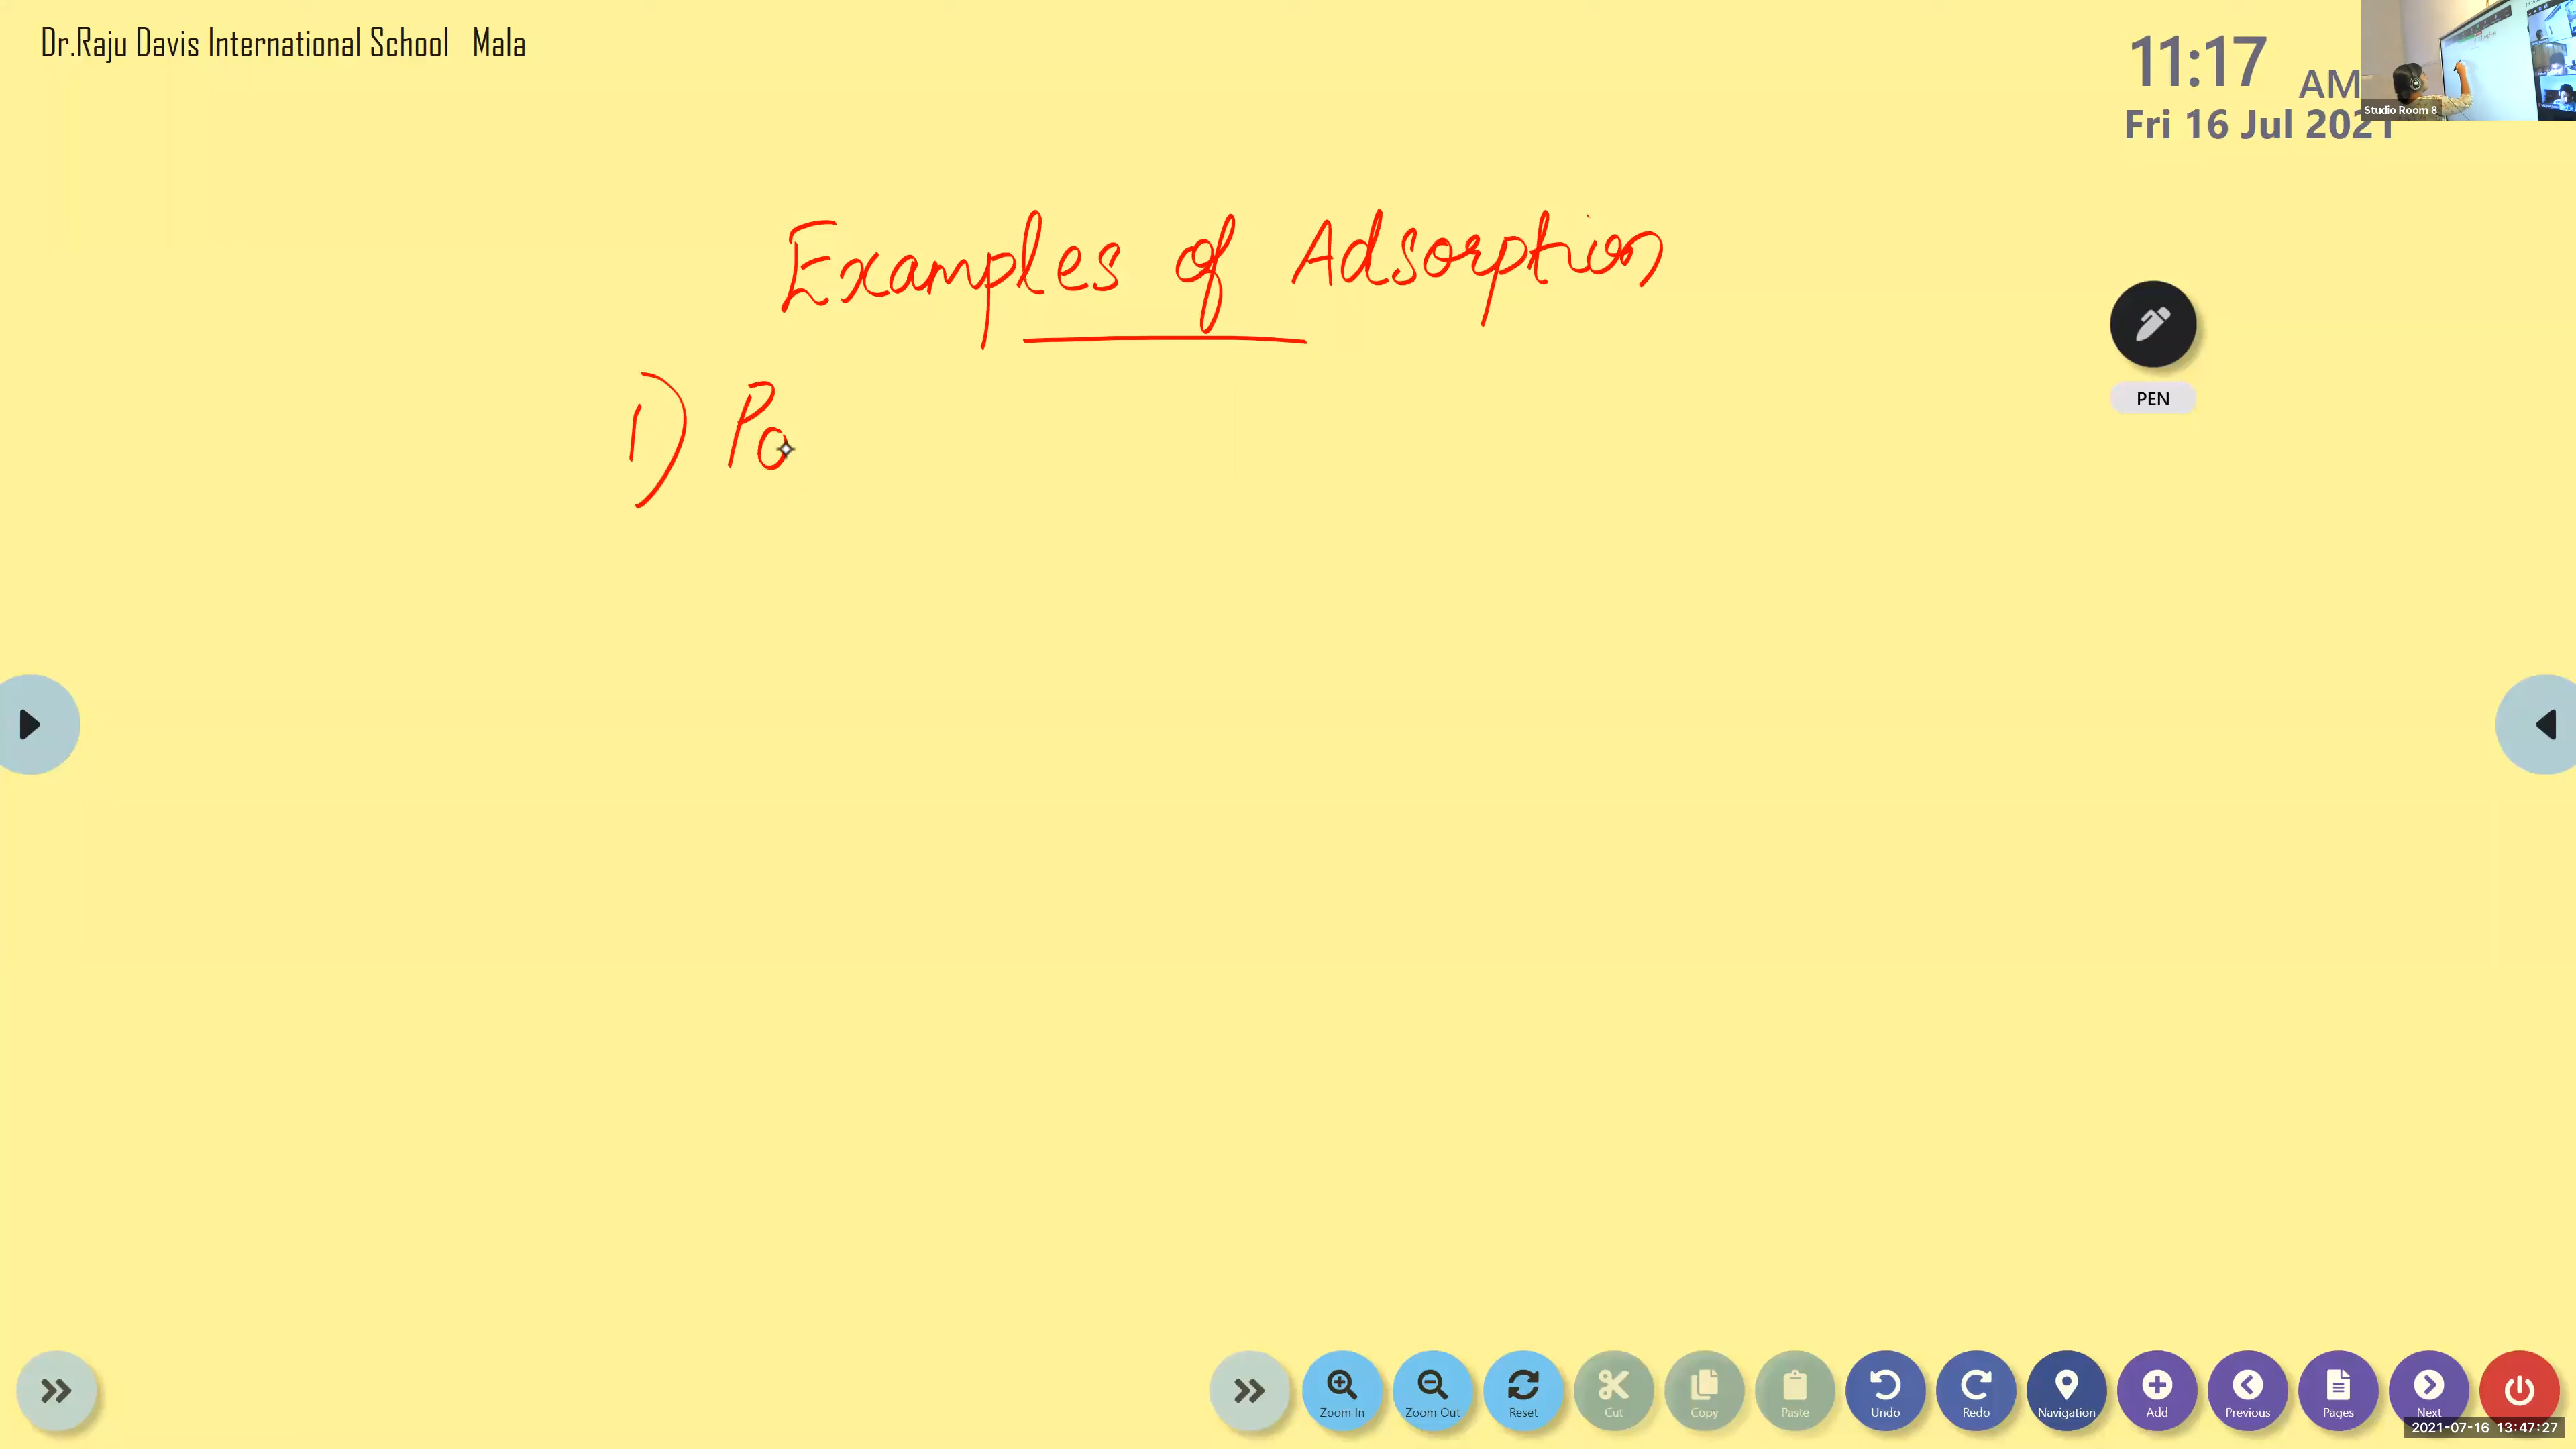 Dr.Raju Davis International School Mala
11:17 AM
Fri 16 Jul 2021
Studio Room 8
Examples of Adsorption
1) Po
PEN
Zoom In
Zoom Out
Reset
Cut
Copy
Paste
Undo
Redo
Navigation
Add
Previous
Pages
Next
2021-07-16 13:47:27